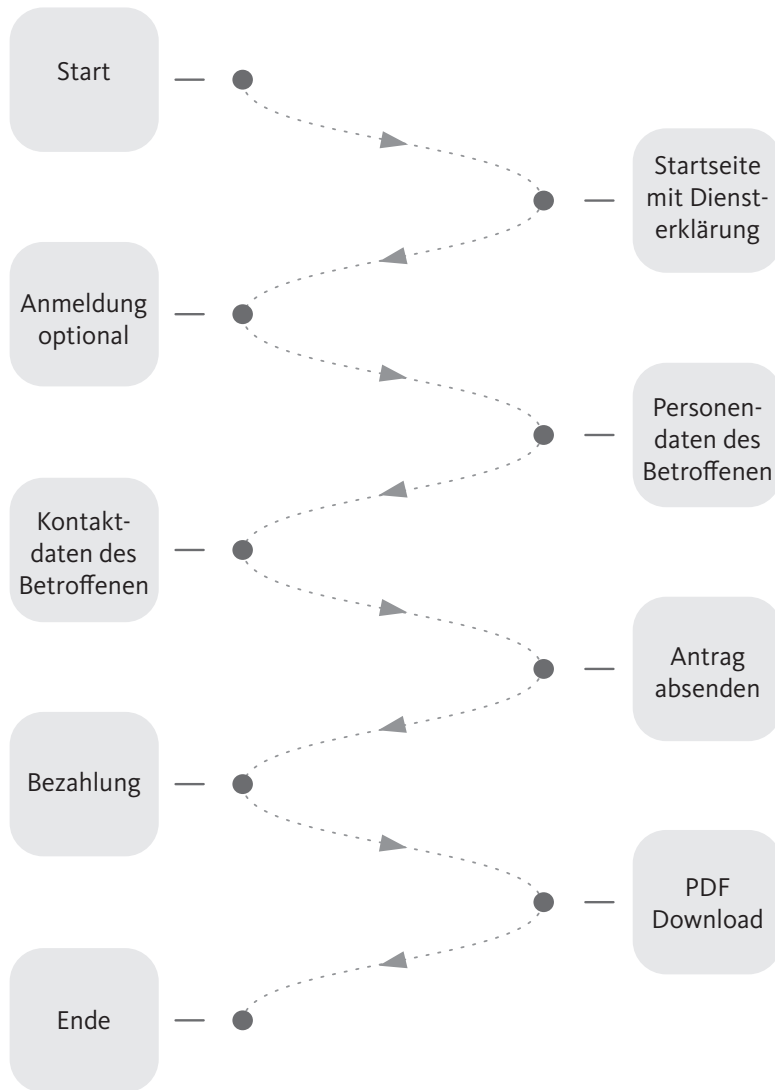 Start
Startseite
mit Dienst-
erklärung
Anmeldung
optional
Personen-
daten des
Betroffenen
Kontakt-
daten des
Betroffenen
Antrag
absenden
Bezahlung
PDF
Download
Ende